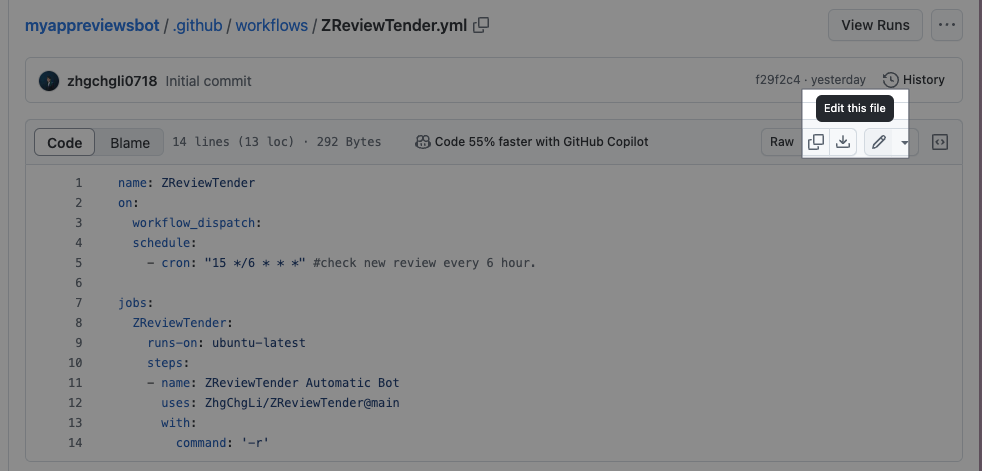 myappreviewsbot / .github / workflows / ZReviewTender.yml
View Runs
zhgchgli0718 Initial commit
f29f2c4 · yesterday
History
Edit this file
Code
Blame
14 lines (13 loc) · 292 Bytes
Code 55% faster with GitHub Copilot
Raw
1 name: ZReviewTender
2 on:
3 workflow_dispatch:
4 schedule:
5 - cron: "15 */6 * * *" #check new review every 6 hour.
6
7 jobs:
8 ZReviewTender:
9 runs-on: ubuntu-latest
10 steps:
11 - name: ZReviewTender Automatic Bot
12 uses: ZhgChgLi/ZReviewTender@main
13 with:
14 command: '-r'